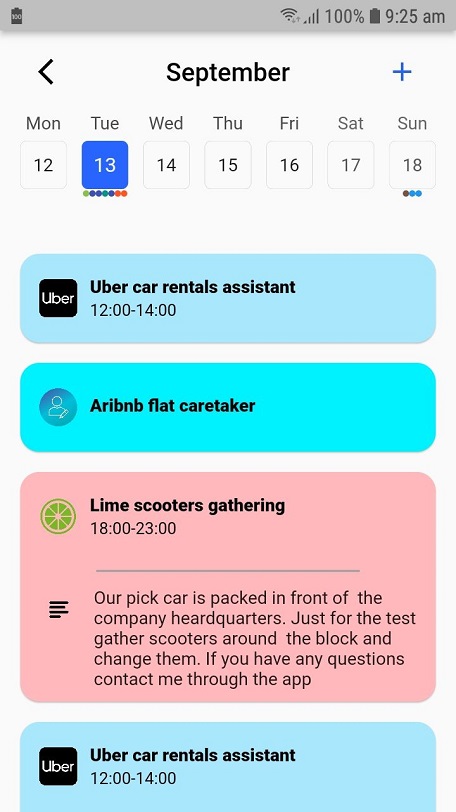 100
100% 9:25 am
September
Mon Tue Wed Thu Fri Sat Sun
12 13 14 15 16 17 18
Uber
Uber car rentals assistant
12:00-14:00
Aribnb flat caretaker
Lime scooters gathering
18:00-23:00
Our pick car is packed in front of the
company heardquarters. Just for the test
gather scooters around the block and
change them. If you have any questions
contact me through the app
Uber
Uber car rentals assistant
12:00-14:00